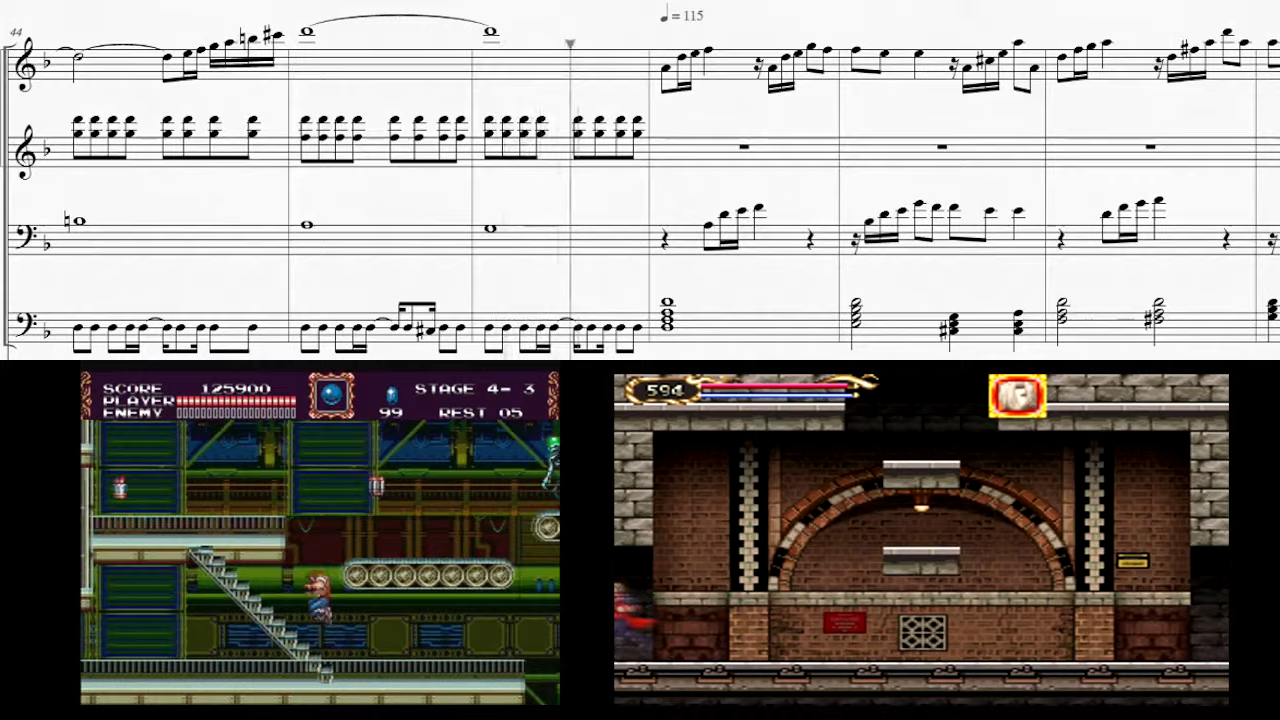 44
= 115
SCORE 125900
PLAYER
ENEMY
99
STAGE 4- 3
REST 05
594